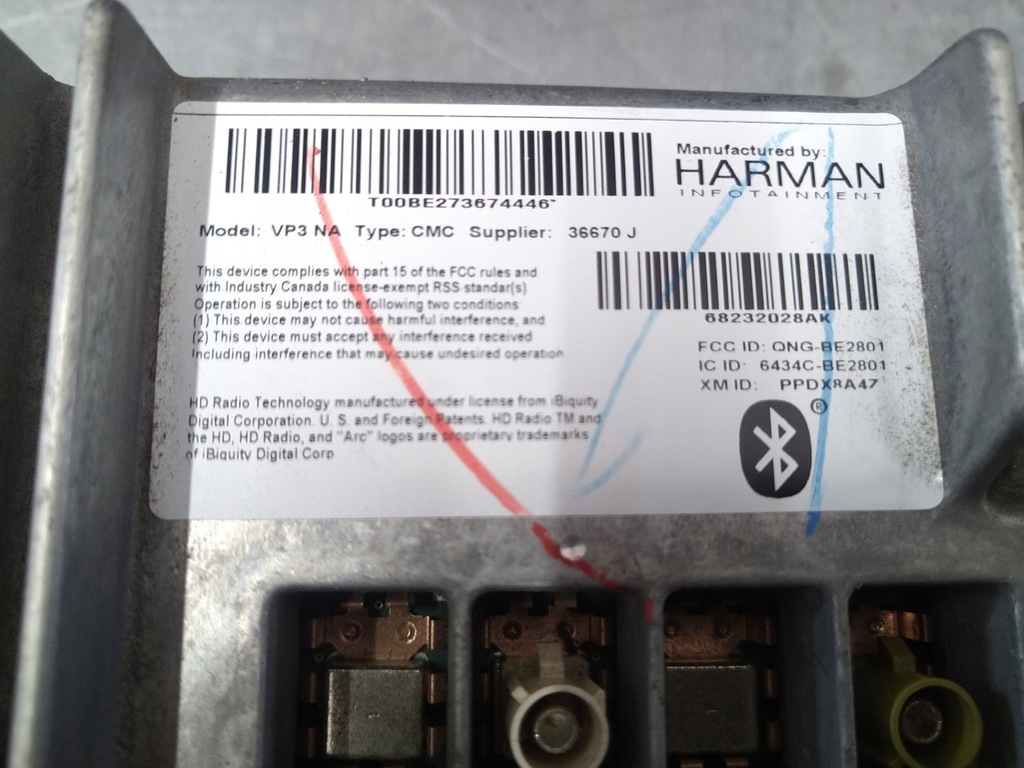 T00BE273674446
Manufactured by:
HARMAN
INFOTAINMENT
Model: VP3 NA Type: CMC Supplier: 36670 J
This device complies with part 15 of the FCC rules and
with Industry Canada license-exempt RSS standar(s)
Operation is subject to the following two conditions
(1) This device may not cause harmful interference, and
(2) This device must accept any interference received
Including interference that may cause undesired operation
68232028AK
FCC ID: QNG-BE2801
IC ID: 6434C-BE2801
XM ID: PPDX8A47
HD Radio Technology manufactured under license from iBiquity
Digital Corporation. U. S. and Foreign Patents. HD Radio TM and
the HD, HD Radio, and "Arc" logos are proprietary trademarks
of iBiquity Digital Corp
®